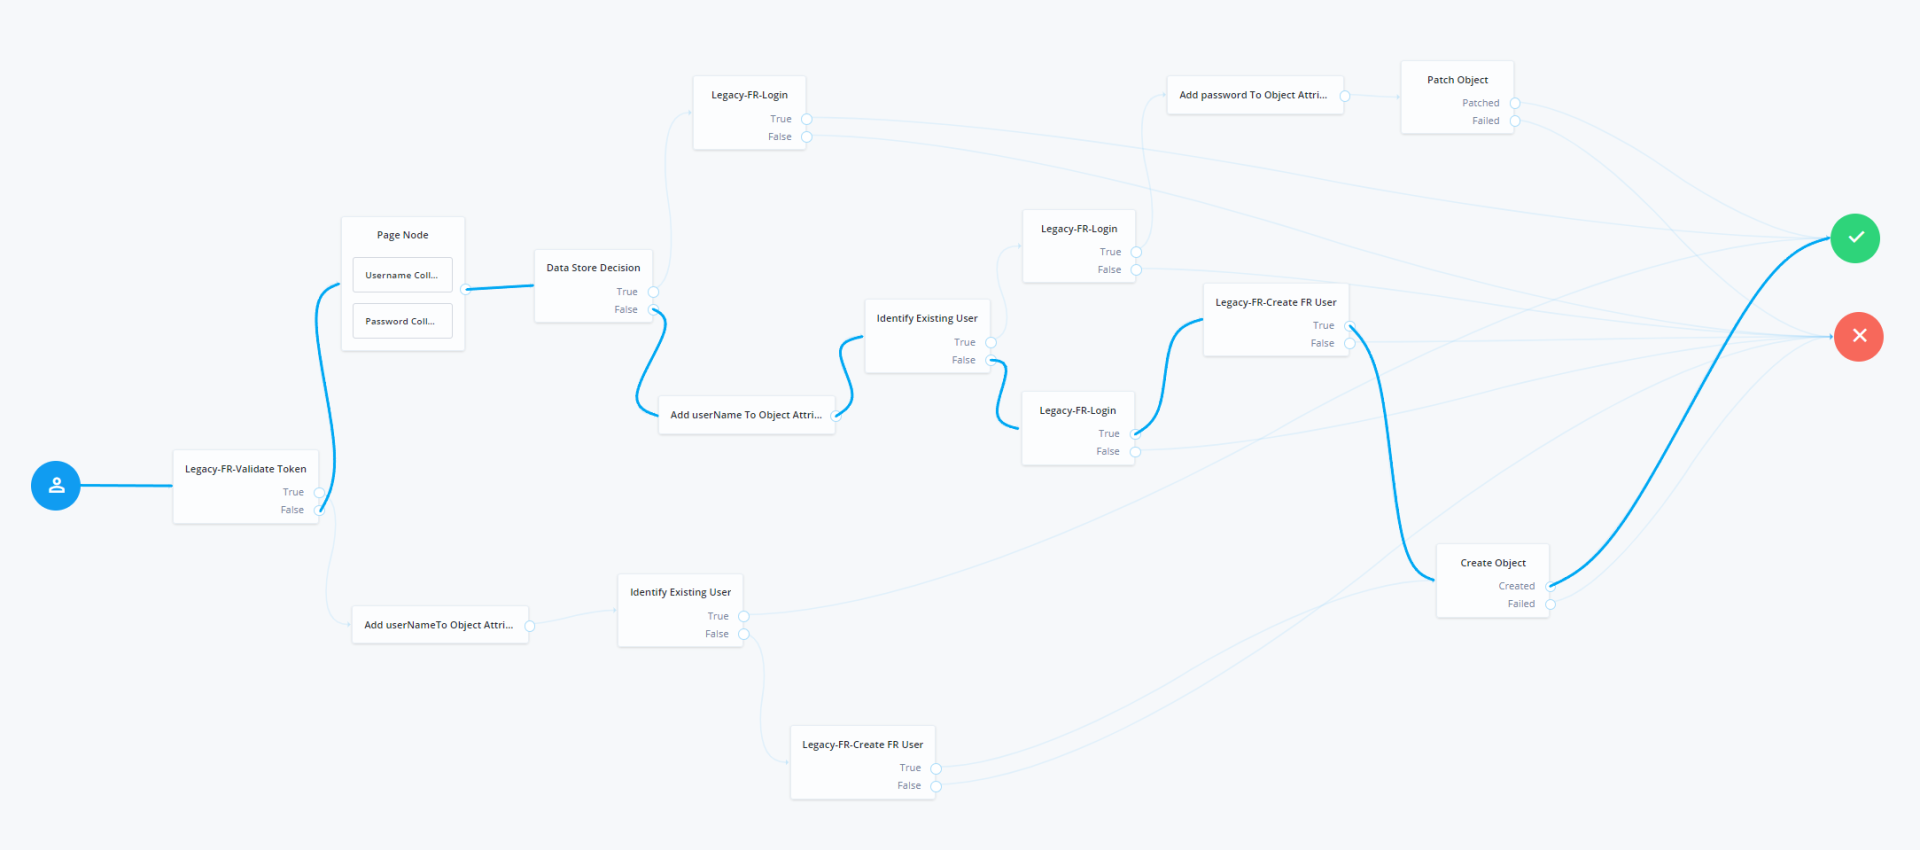 Legacy-FR-Validate Token
True
False
Page Node
Username Coll...
Password Coll...
Data Store Decision
True
False
Legacy-FR-Login
True
False
Add userName To Object Attri...
Identify Existing User
True
False
Legacy-FR-Login
True
False
Legacy-FR-Login
True
False
Add password To Object Attri...
Patch Object
Patched
Failed
Legacy-FR-Create FR User
True
False
Create Object
Created
Failed
Add userNameTo Object Attri...
Identify Existing User
True
False
Legacy-FR-Create FR User
True
False